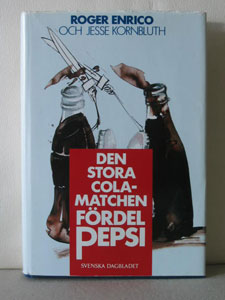 ROGER ENRICO
OCH JESSE KORNBLUTH
DEN
STORA
COLA-
MATCHEN
FÖRDEL
PEPSI
SVENSKA DAGBLADET